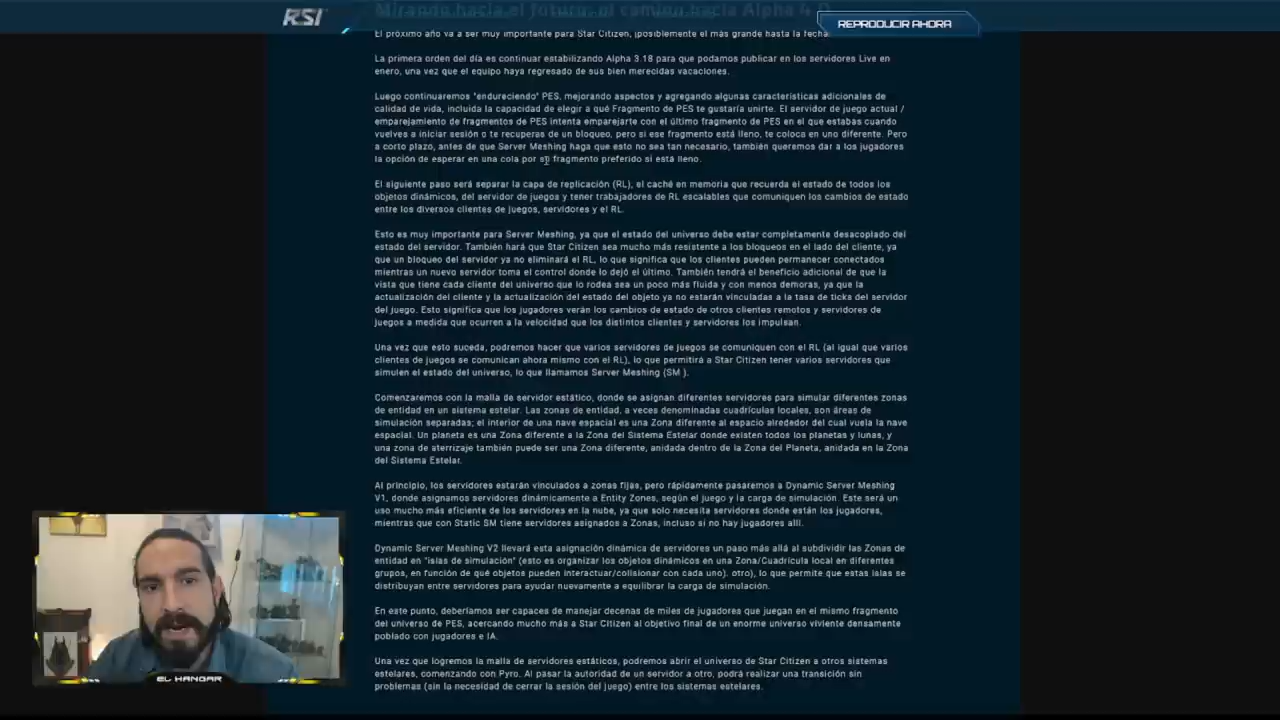 RSI
Mirando hacia el futuro: el camino hacia Alpha 4.0
REPRODUCIR AHORA
El próximo año va a ser muy importante para Star Citizen, ¡posiblemente el más grande hasta la fecha
La primera orden del día es continuar estabilizando Alpha 3.18 para que podamos publicar en los servidores Live en
enero, una vez que el equipo haya regresado de sus bien merecidas vacaciones.
Luego continuaremos "endureciendo" PES, mejorando aspectos y agregando algunas características adicionales de
calidad de vida, incluida la capacidad de elegir a qué Fragmento de PES te gustaría unirte. El servidor de juego actual /
emparejamiento de fragmentos de PES intenta emparejarte con el último fragmento de PES en el que estabas cuando
vuelves a iniciar sesión o te recuperas de un bloqueo, pero si ese fragmento está lleno, te coloca en uno diferente. Pero
a corto plazo, antes de que Server Meshing haga que esto no sea tan necesario, también queremos dar a los jugadores
la opción de esperar en una cola por su fragmento preferido si está lleno.
El siguiente paso será separar la capa de replicación (RL), el caché en memoria que recuerda el estado de todos los
objetos dinámicos, del servidor de juegos y tener trabajadores de RL escalables que comuniquen los cambios de estado
entre los diversos clientes de juegos, servidores y el RL.
Esto es muy importante para Server Meshing, ya que el estado del universo debe estar completamente desacoplado del
estado del servidor. También hará que Star Citizen sea mucho más resistente a los bloqueos en el lado del cliente, ya
que un bloqueo del servidor ya no eliminará el RL, lo que significa que los clientes pueden permanecer conectados
mientras un nuevo servidor toma el control donde lo dejó el último. También tendrá el beneficio adicional de que la
vista que tiene cada cliente del universo que lo rodea sea un poco más fluida y con menos demoras, ya que la
actualización del cliente y la actualización del estado del objeto ya no estarán vinculadas a la tasa de ticks del servidor
del juego. Esto significa que los jugadores verán los cambios de estado de otros clientes remotos y servidores de
juegos a medida que ocurren a la velocidad que los distintos clientes y servidores los impulsan.
Una vez que esto suceda, podremos hacer que varios servidores de juegos se comuniquen con el RL (al igual que varios
clientes de juegos se comunican ahora mismo con el RL), lo que permitirá a Star Citizen tener varios servidores que
simulen el estado del universo, lo que llamamos Server Meshing (SM ).
Comenzaremos con la malla de servidor estático, donde se asignan diferentes servidores para simular diferentes zonas
de entidad en un sistema estelar. Las zonas de entidad, a veces denominadas cuadrículas locales, son áreas de
simulación separadas; el interior de una nave espacial es una Zona diferente al espacio alrededor del cual vuela la nave
espacial. Un planeta es una Zona diferente a la Zona del Sistema Estelar donde existen todos los planetas y lunas, y
una zona de aterrizaje también puede ser una Zona diferente, anidada dentro de la Zona del Planeta, anidada en la Zona
del Sistema Estelar.
Al principio, los servidores estarán vinculados a zonas fijas, pero rápidamente pasaremos a Dynamic Server Meshing
V1, donde asignamos servidores dinámicamente a Entity Zones, según el juego y la carga de simulación. Este será un
uso mucho más eficiente de los servidores en la nube, ya que solo necesita servidores donde están los jugadores,
mientras que con Static SM tiene servidores asignados a Zonas, incluso si no hay jugadores allí.
Dynamic Server Meshing V2 llevará esta asignación dinámica de servidores un paso más allá al subdividir las Zonas de
entidad en "islas de simulación" (esto es organizar los objetos dinámicos en una Zona/Cuadrícula local en diferentes
grupos, en función de qué objetos pueden interactuar/colisionar con cada uno). otro), lo que permite que estas islas se
distribuyan entre servidores para ayudar nuevamente a equilibrar la carga de simulación.
En este punto, deberíamos ser capaces de manejar decenas de miles de jugadores que juegan en el mismo fragmento
del universo de PES, acercando mucho más a Star Citizen al objetivo final de un enorme universo viviente densamente
poblado con jugadores e IA.
Una vez que logremos la malla de servidores estáticos, podremos abrir el universo de Star Citizen a otros sistemas
estelares, comenzando con Pyro. Al pasar la autoridad de un servidor a otro, podrá realizar una transición sin
problemas (sin la necesidad de cerrar la sesión del juego) entre los sistemas estelares.
EL HANGAR